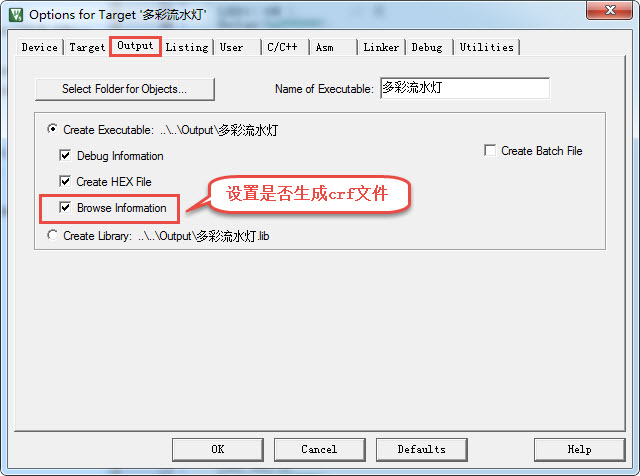 Options for Target '多彩流水灯'
Device Target Output Listing User C/C++ Asm Linker Debug Utilities
Select Folder for Objects... Name of Executable: 多彩流水灯
Create Executable: ..\..\Output\多彩流水灯
Debug Information Create Batch File
Create HEX File
设置是否生成crf文件
Browse Information
Create Library: ..\..\Output\多彩流水灯.lib
OK Cancel Defaults Help